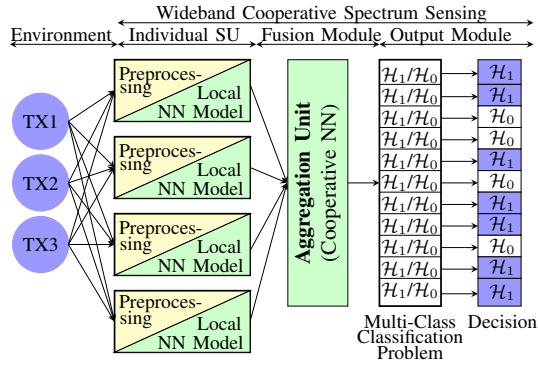 Wideband Cooperative Spectrum Sensing
Environment Individual SU Fusion Module Output Module
TX1
TX2
TX3
Preproces-
sing
Local
NN Model
Preproces-
sing
Local
NN Model
Preproces-
sing
Local
NN Model
Preproces-
sing
Local
NN Model
Aggregation Unit
(Cooperative NN)
H₁/H₀ H₁
H₁/H₀ H₁
H₁/H₀ H₀
H₁/H₀ H₀
H₁/H₀ H₁
H₁/H₀ H₀
H₁/H₀ H₁
H₁/H₀ H₁
H₁/H₀ H₀
H₁/H₀ H₁
H₁/H₀ H₁
Multi-Class
Classification
Problem
Decision